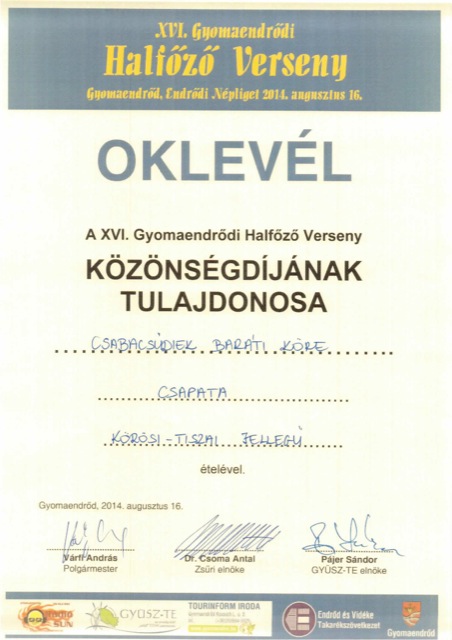 XVI. Gyomaendrődi
Halfőző Verseny
Gyomaendrőd, Endrődi Népliget 2014. augusztus 16.
OKLEVÉL
A XVI. Gyomaendrődi Halfőző Verseny
KÖZÖNSÉGDÍJÁNAK
TULAJDONOSA
CSABACSŰDIEK BARÁTI KÖRE
CSAPATA
KÖRÖSI-TISZAI JELLEGŰ
ételével.
Gyomaendrőd, 2014. augusztus 16.
Várfi András
Polgármester
Dr. Csoma Antal
Zsűri elnöke
Pájer Sándor
GYÜSZ-TE elnöke
SUN
GYÜSZ-TE
TOURINFORM IRODA
Endrőd és Vidéke
Takarékszövetkezet
Gyomaendrőd